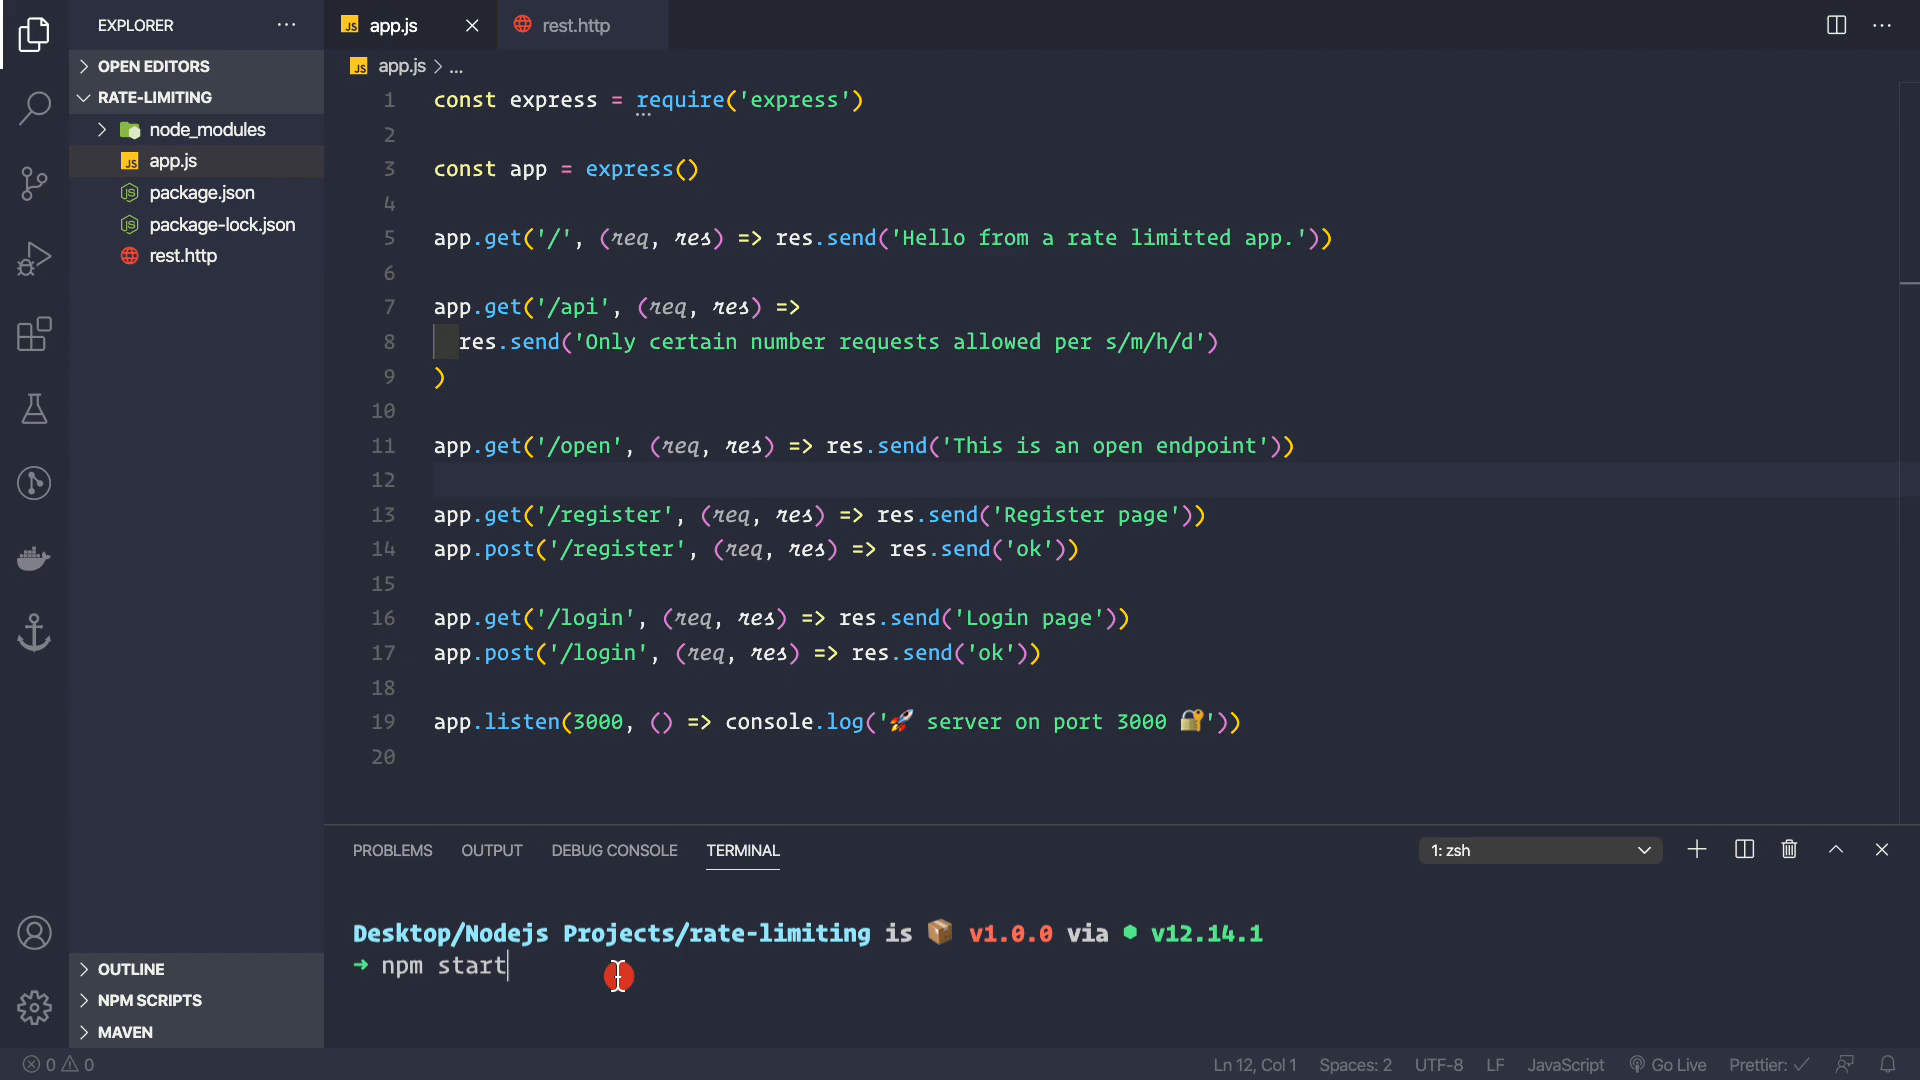 EXPLORER
OPEN EDITORS
RATE-LIMITING
node_modules
JS app.js
package.json
package-lock.json
rest.http
OUTLINE
NPM SCRIPTS
MAVEN
JS app.js
rest.http
JS app.js > ...
1 const express = require('express')
2
3 const app = express()
4
5 app.get('/', (req, res) => res.send('Hello from a rate limitted app.'))
6
7 app.get('/api', (req, res) =>
8 res.send('Only certain number requests allowed per s/m/h/d')
9 )
10
11 app.get('/open', (req, res) => res.send('This is an open endpoint'))
12
13 app.get('/register', (req, res) => res.send('Register page'))
14 app.post('/register', (req, res) => res.send('ok'))
15
16 app.get('/login', (req, res) => res.send('Login page'))
17 app.post('/login', (req, res) => res.send('ok'))
18
19 app.listen(3000, () => console.log('🚀 server on port 3000 🔐'))
20
PROBLEMS OUTPUT DEBUG CONSOLE TERMINAL 1: zsh
Desktop/Nodejs Projects/rate-limiting is 📦 v1.0.0 via ⬢ v12.14.1
➜ npm start
0 0 Ln 12, Col 1 Spaces: 2 UTF-8 LF JavaScript Go Live Prettier: ✓